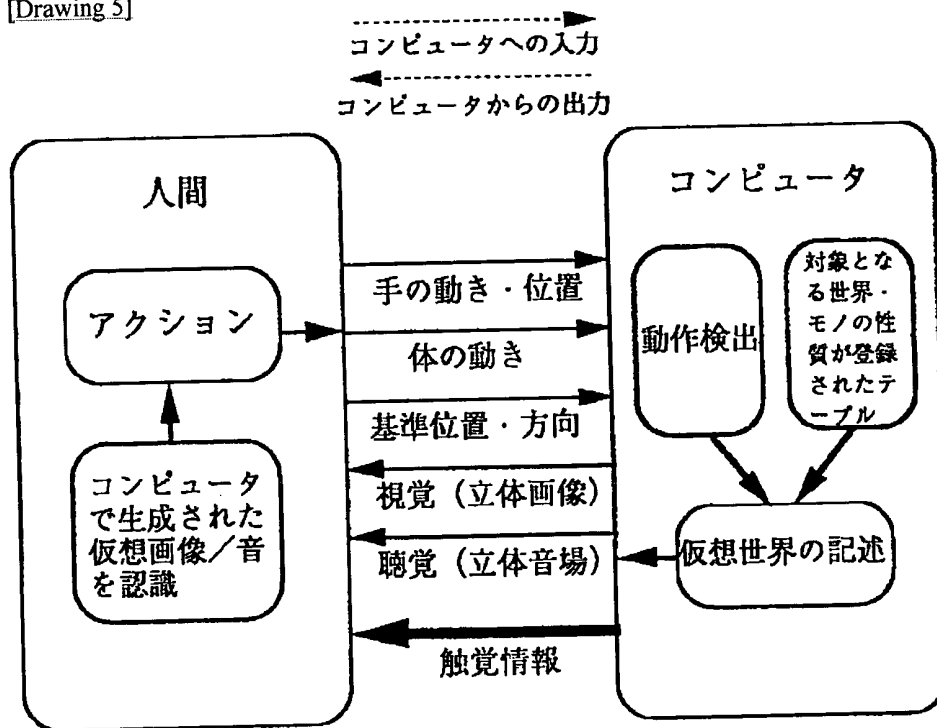 [Drawing 5]
コンピュータへの入力
コンピュータからの出力
人間
アクション
コンピュータ
で生成された
仮想画像／音
を認識
手の動き・位置
体の動き
基準位置・方向
視覚（立体画像）
聴覚（立体音場）
触覚情報
コンピュータ
動作検出
対象とな
る世界・
モノの性
質が登録
されたテ
ーブル
仮想世界の記述